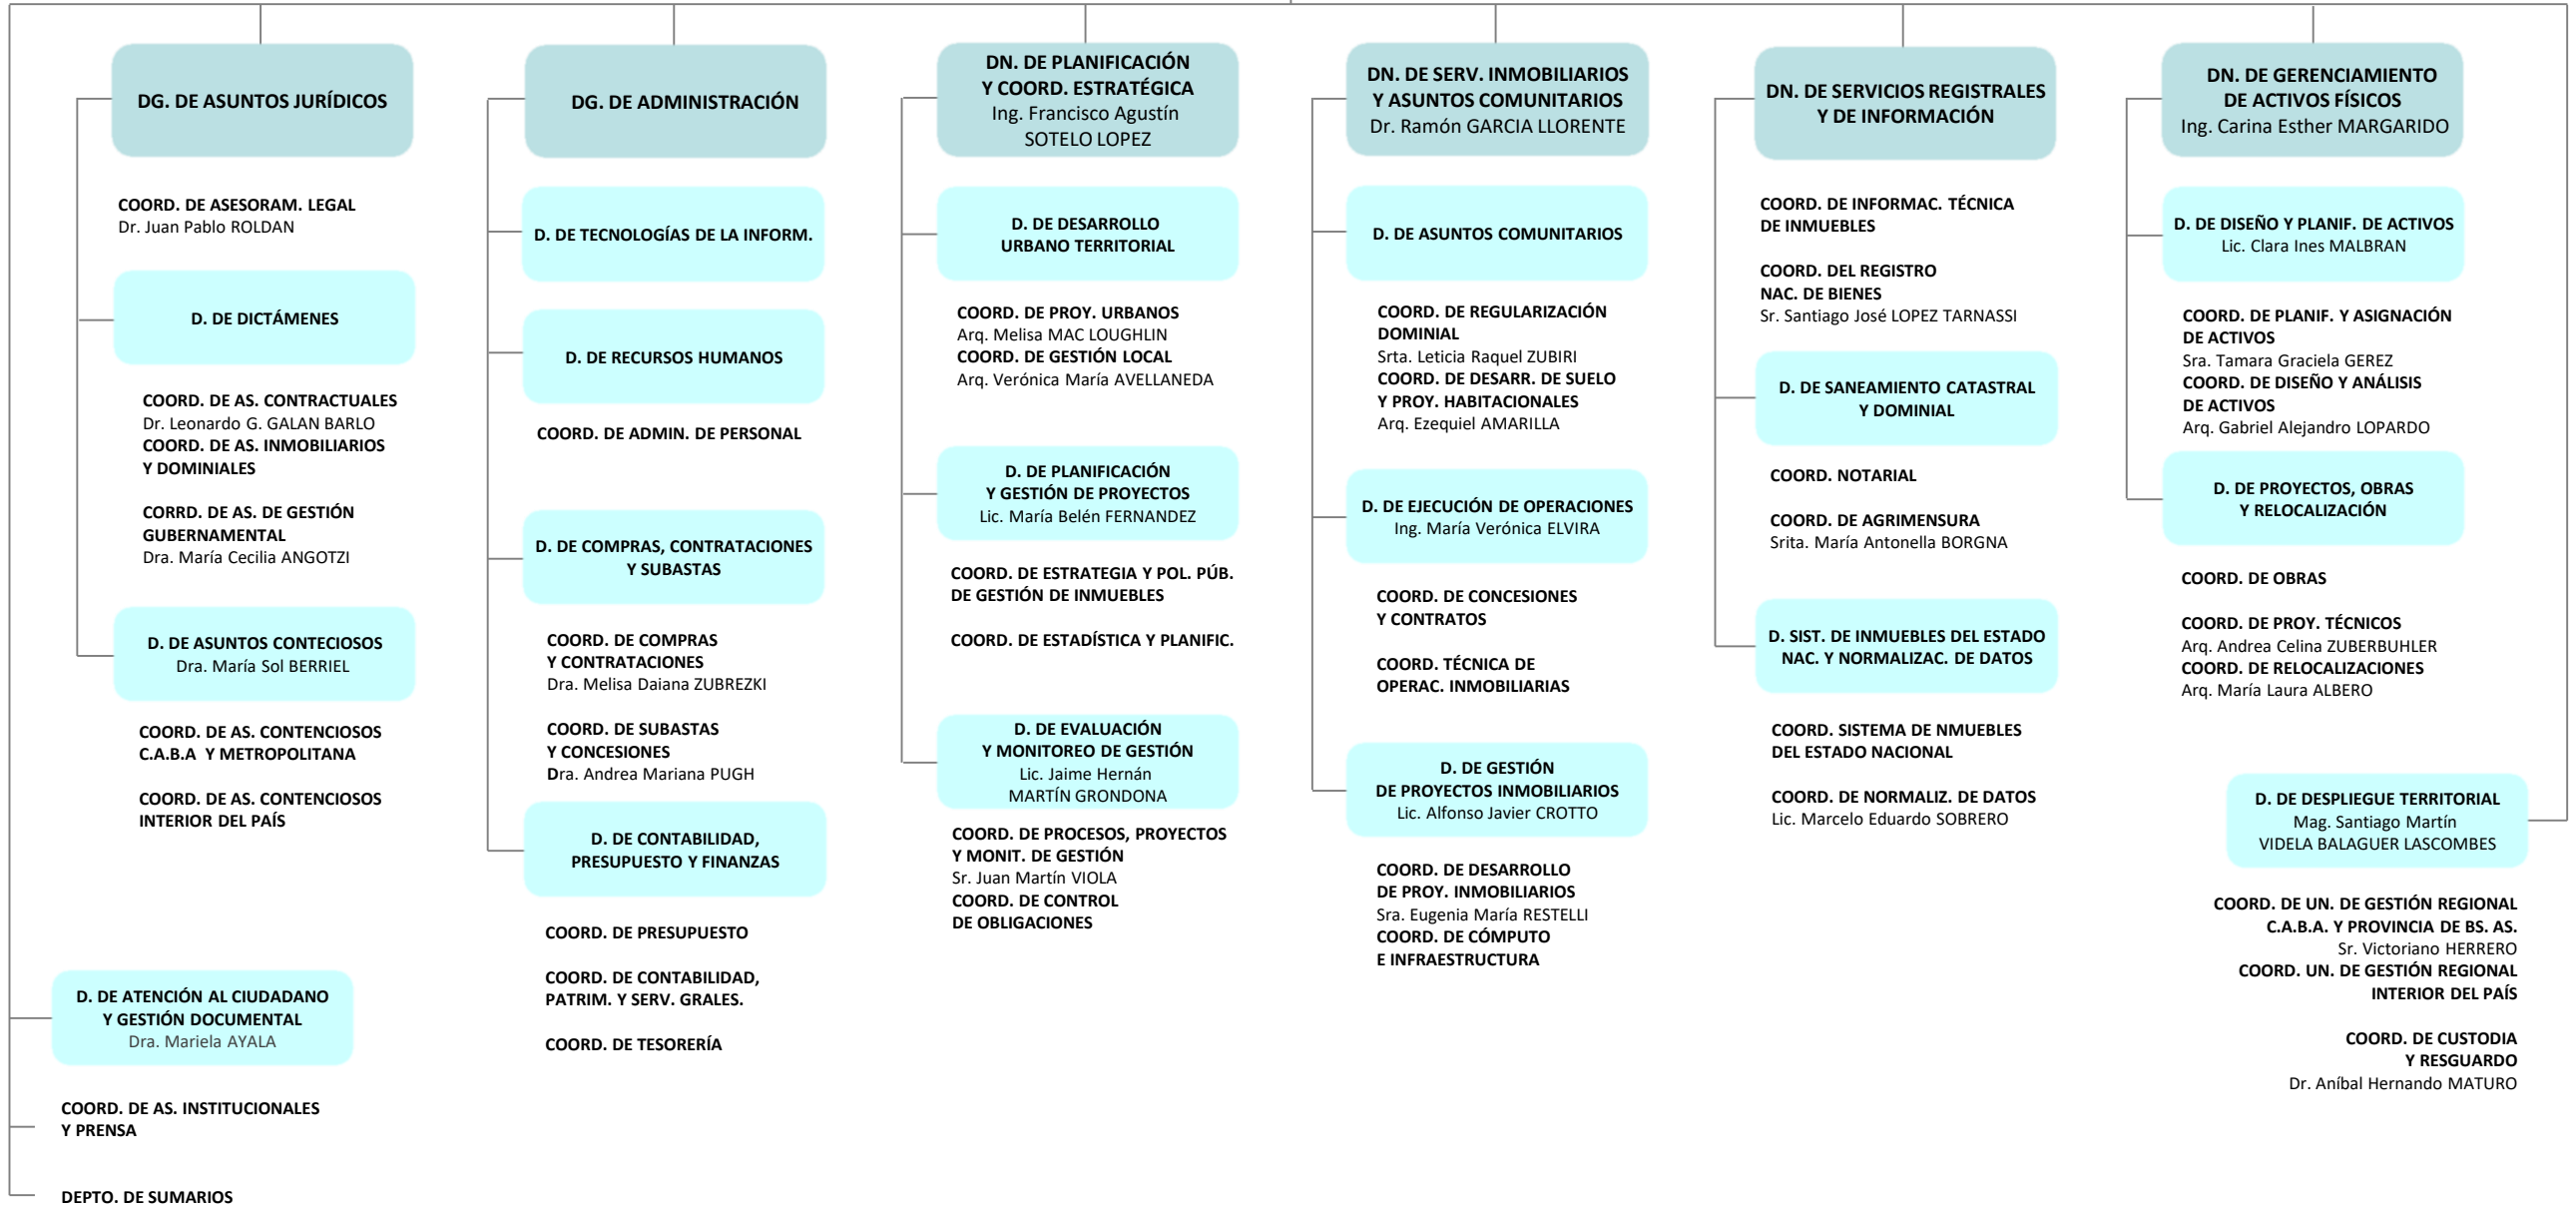 DG. DE ASUNTOS JURÍDICOS
COORD. DE ASESORAM. LEGAL
Dr. Juan Pablo ROLDAN
D. DE DICTÁMENES
COORD. DE AS. CONTRACTUALES
Dr. Leonardo G. GALAN BARLO
COORD. DE AS. INMOBILIARIOS
Y DOMINIALES
CORRD. DE AS. DE GESTIÓN
GUBERNAMENTAL
Dra. María Cecilia ANGOTZI
D. DE ASUNTOS CONTECIOSOS
Dra. María Sol BERRIEL
COORD. DE AS. CONTENCIOSOS
C.A.B.A Y METROPOLITANA
COORD. DE AS. CONTENCIOSOS
INTERIOR DEL PAÍS
D. DE ATENCIÓN AL CIUDADANO
Y GESTIÓN DOCUMENTAL
Dra. Mariela AYALA
COORD. DE AS. INSTITUCIONALES
Y PRENSA
DEPTO. DE SUMARIOS
DG. DE ADMINISTRACIÓN
D. DE TECNOLOGÍAS DE LA INFORM.
D. DE RECURSOS HUMANOS
COORD. DE ADMIN. DE PERSONAL
D. DE COMPRAS, CONTRATACIONES
Y SUBASTAS
COORD. DE COMPRAS
Y CONTRATACIONES
Dra. Melisa Daiana ZUBREZKI
COORD. DE SUBASTAS
Y CONCESIONES
Dra. Andrea Mariana PUGH
D. DE CONTABILIDAD,
PRESUPUESTO Y FINANZAS
COORD. DE PRESUPUESTO
COORD. DE CONTABILIDAD,
PATRIM. Y SERV. GRALES.
COORD. DE TESORERÍA
DN. DE PLANIFICACIÓN
Y COORD. ESTRATÉGICA
Ing. Francisco Agustín
SOTELO LOPEZ
D. DE DESARROLLO
URBANO TERRITORIAL
COORD. DE PROY. URBANOS
Arq. Melisa MAC LOUGHLIN
COORD. DE GESTIÓN LOCAL
Arq. Verónica María AVELLANEDA
D. DE PLANIFICACIÓN
Y GESTIÓN DE PROYECTOS
Lic. María Belén FERNANDEZ
COORD. DE ESTRATEGIA Y POL. PÚB.
DE GESTIÓN DE INMUEBLES
COORD. DE ESTADÍSTICA Y PLANIFIC.
D. DE EVALUACIÓN
Y MONITOREO DE GESTIÓN
Lic. Jaime Hernán
MARTÍN GRONDONA
COORD. DE PROCESOS, PROYECTOS
Y MONIT. DE GESTIÓN
Sr. Juan Martín VIOLA
COORD. DE CONTROL
DE OBLIGACIONES
DN. DE SERV. INMOBILIARIOS
Y ASUNTOS COMUNITARIOS
Dr. Ramón GARCIA LLORENTE
D. DE ASUNTOS COMUNITARIOS
COORD. DE REGULARIZACIÓN
DOMINIAL
Srta. Leticia Raquel ZUBIRI
COORD. DE DESARR. DE SUELO
Y PROY. HABITACIONALES
Arq. Ezequiel AMARILLA
D. DE EJECUCIÓN DE OPERACIONES
Ing. María Verónica ELVIRA
COORD. DE CONCESIONES
Y CONTRATOS
COORD. TÉCNICA DE
OPERAC. INMOBILIARIAS
D. DE GESTIÓN
DE PROYECTOS INMOBILIARIOS
Lic. Alfonso Javier CROTTO
COORD. DE DESARROLLO
DE PROY. INMOBILIARIOS
Sra. Eugenia María RESTELLI
COORD. DE CÓMPUTO
E INFRAESTRUCTURA
DN. DE SERVICIOS REGISTRALES
Y DE INFORMACIÓN
COORD. DE INFORMAC. TÉCNICA
DE INMUEBLES
COORD. DEL REGISTRO
NAC. DE BIENES
Sr. Santiago José LOPEZ TARNASSI
D. DE SANEAMIENTO CATASTRAL
Y DOMINIAL
COORD. NOTARIAL
COORD. DE AGRIMENSURA
Srita. María Antonella BORGNA
D. SIST. DE INMUEBLES DEL ESTADO
NAC. Y NORMALIZAC. DE DATOS
COORD. SISTEMA DE NMUEBLES
DEL ESTADO NACIONAL
COORD. DE NORMALIZ. DE DATOS
Lic. Marcelo Eduardo SOBRERO
DN. DE GERENCIAMIENTO
DE ACTIVOS FÍSICOS
Ing. Carina Esther MARGARIDO
D. DE DISEÑO Y PLANIF. DE ACTIVOS
Lic. Clara Ines MALBRAN
COORD. DE PLANIF. Y ASIGNACIÓN
DE ACTIVOS
Sra. Tamara Graciela GEREZ
COORD. DE DISEÑO Y ANÁLISIS
DE ACTIVOS
Arq. Gabriel Alejandro LOPARDO
D. DE PROYECTOS, OBRAS
Y RELOCALIZACIÓN
COORD. DE OBRAS
COORD. DE PROY. TÉCNICOS
Arq. Andrea Celina ZUBERBUHLER
COORD. DE RELOCALIZACIONES
Arq. María Laura ALBERO
D. DE DESPLIEGUE TERRITORIAL
Mag. Santiago Martín
VIDELA BALAGUER LASCOMBES
COORD. DE UN. DE GESTIÓN REGIONAL
C.A.B.A. Y PROVINCIA DE BS. AS.
Sr. Victoriano HERRERO
COORD. UN. DE GESTIÓN REGIONAL
INTERIOR DEL PAÍS
COORD. DE CUSTODIA
Y RESGUARDO
Dr. Aníbal Hernando MATURO